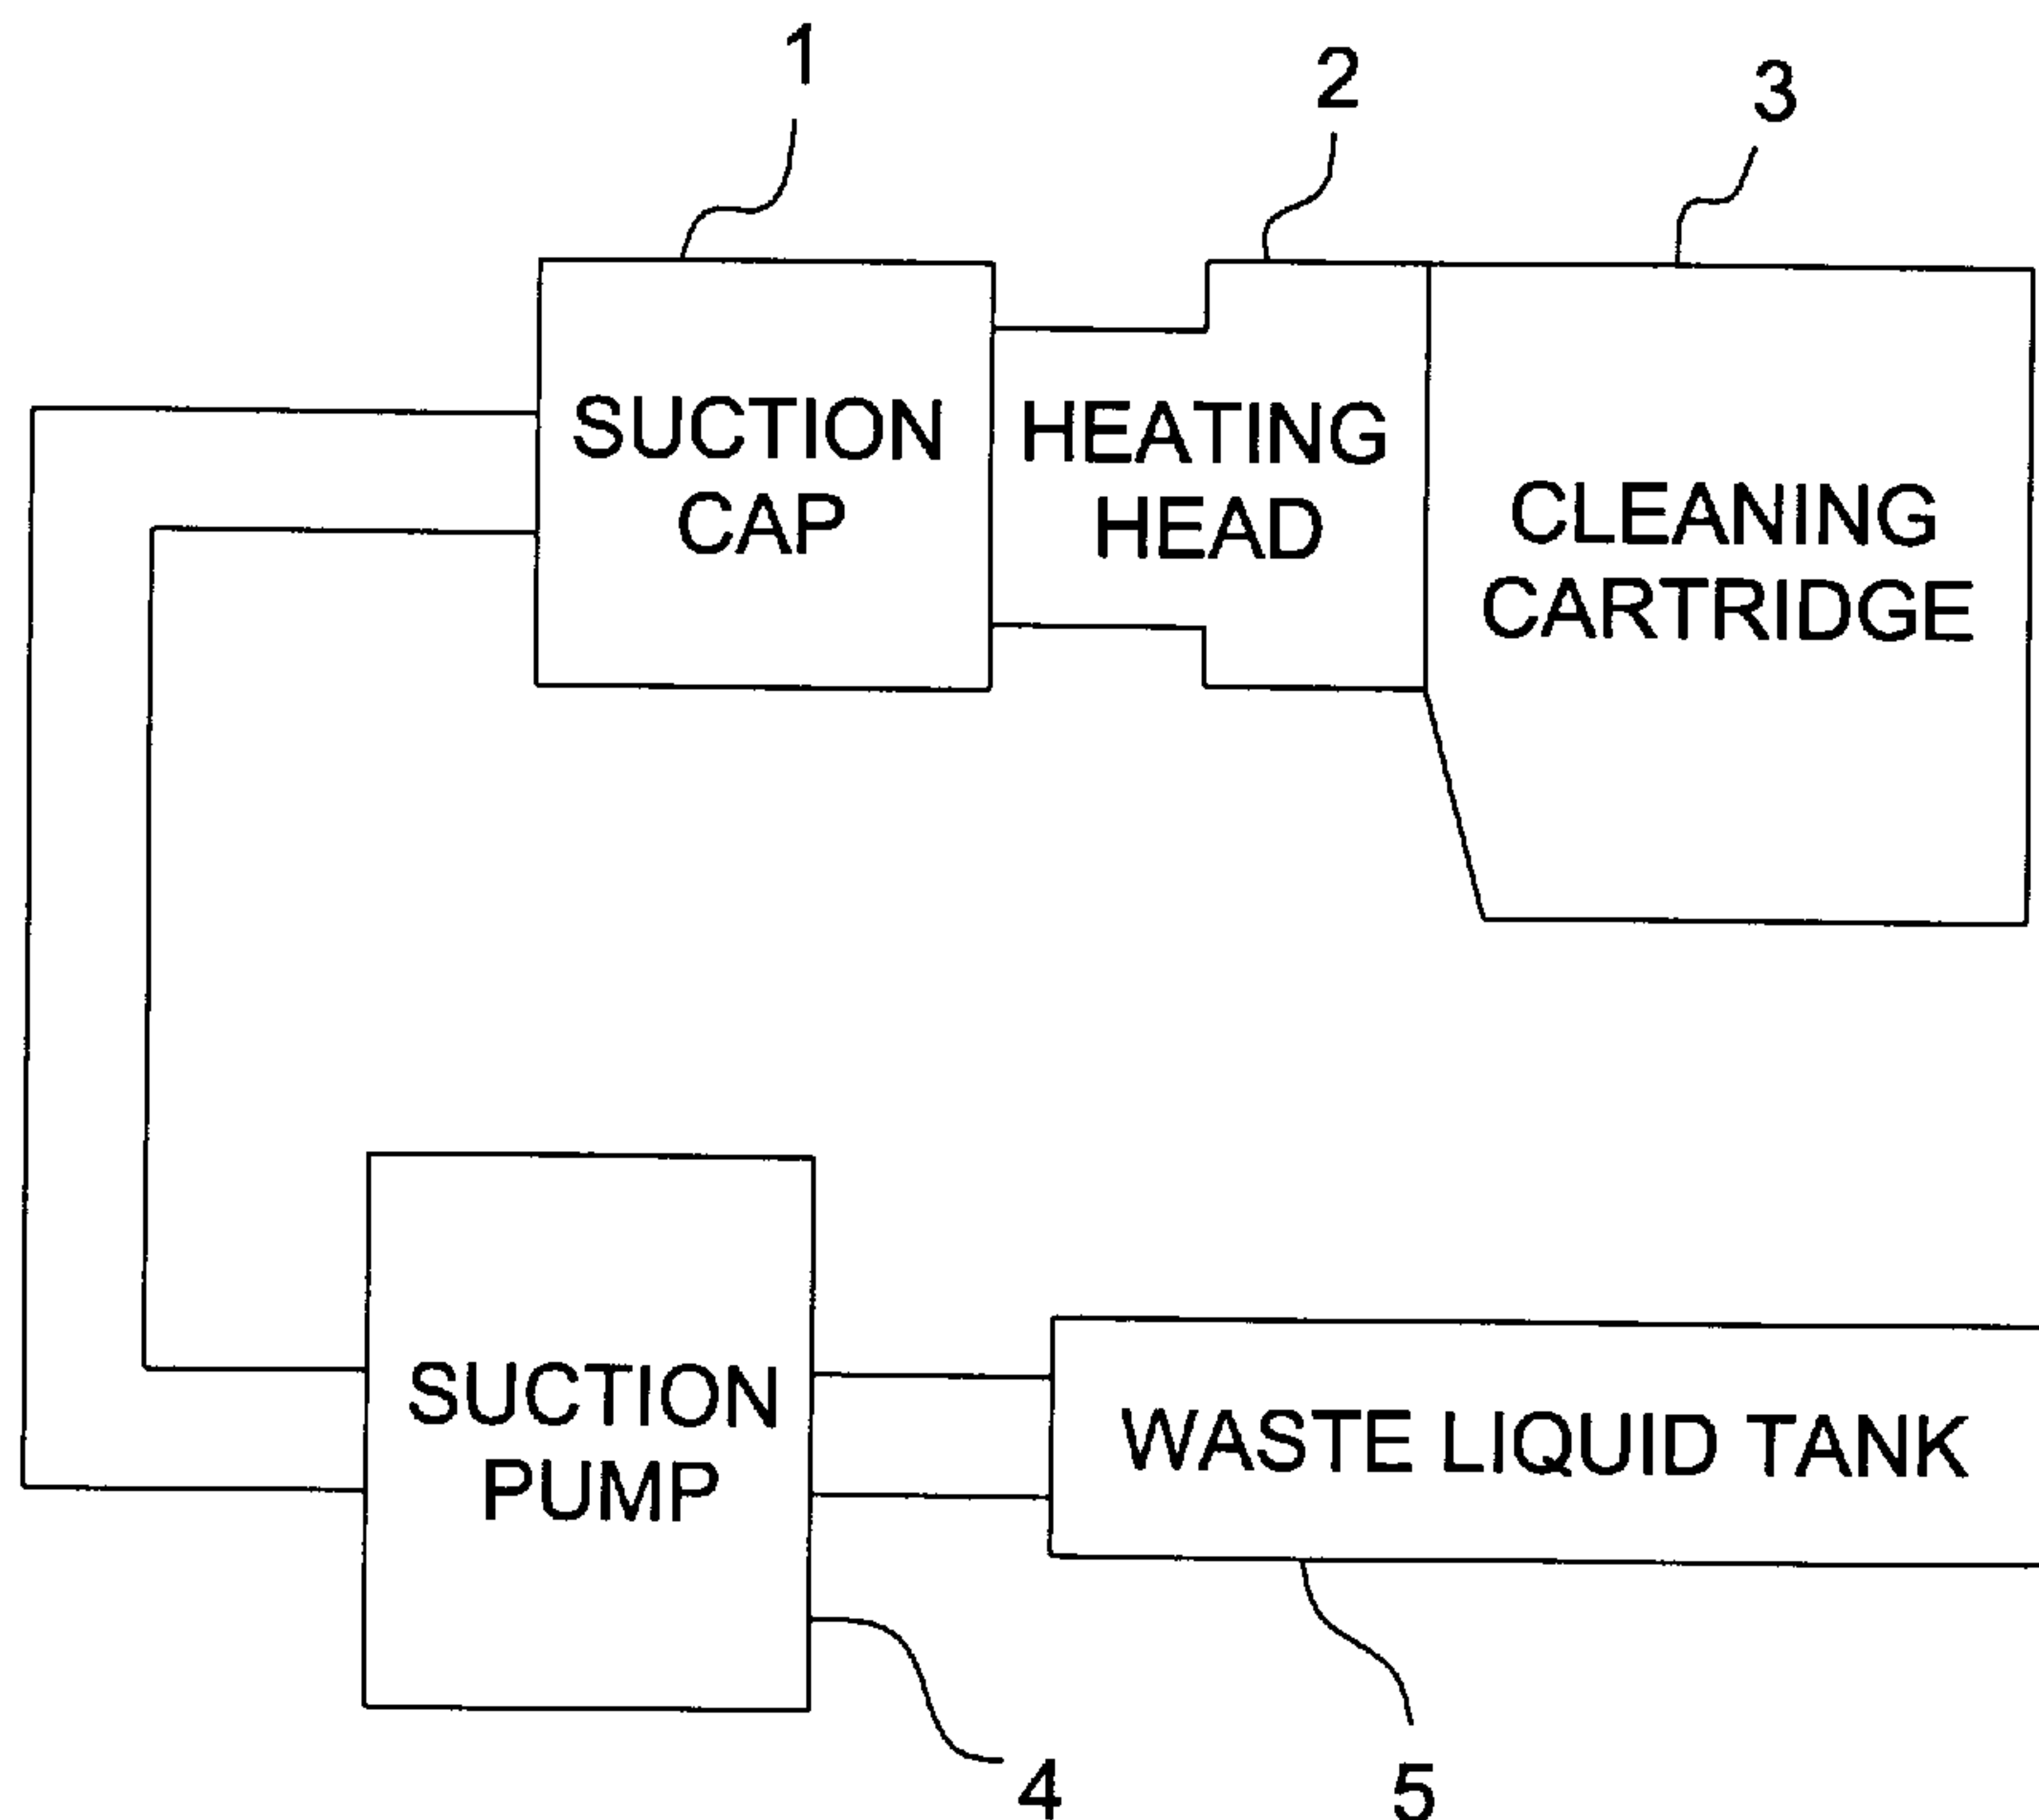 1
2
3
SUCTION
CAP
HEATING
HEAD
CLEANING
CARTRIDGE
SUCTION
PUMP
WASTE LIQUID TANK
4
5